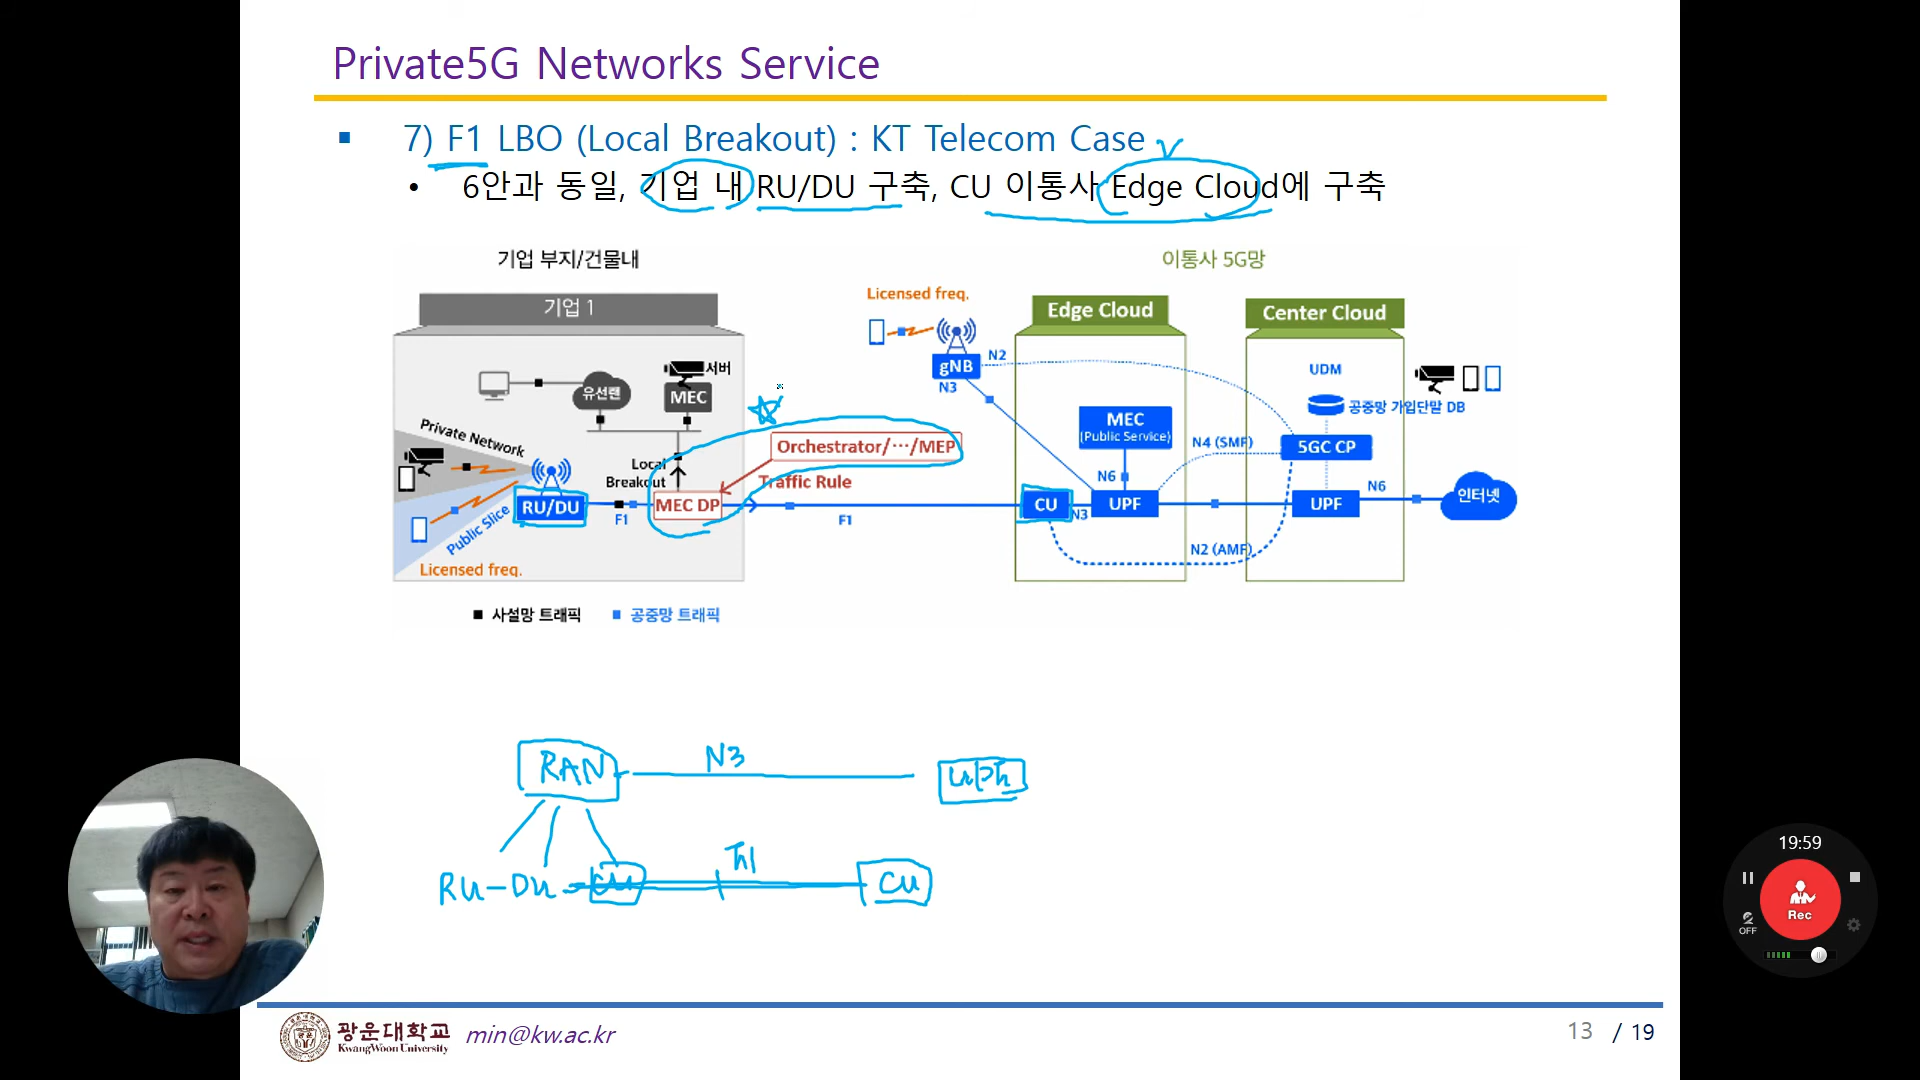 Private5G Networks Service
7) F1 LBO (Local Breakout) : KT Telecom Case
6안과 동일, 기업 내 RU/DU 구축, CU 이통사 Edge Cloud에 구축
기업 부지/건물내
이통사 5G망
기업 1
Licensed freq.
Edge Cloud
Center Cloud
gNB
N2
N3
UDM
공중망 가입단말 DB
서버
MEC
유선랜
Private Network
Local
Breakout
Orchestrator/···/MEP
Traffic Rule
MEC
(Public Service)
N4 (SMF)
5GC CP
N6
RU/DU
F1
MEC DP
F1
CU
N3
UPF
UPF
N6
인터넷
Public Slice
N2 (AMF)
Licensed freq.
사설망 트래픽
공중망 트래픽
RAN
N3
UPF
RU-DU
CU
F1
CU
19:59
Rec
OFF
광운대학교
KwangWoon University
min@kw.ac.kr
13 / 19